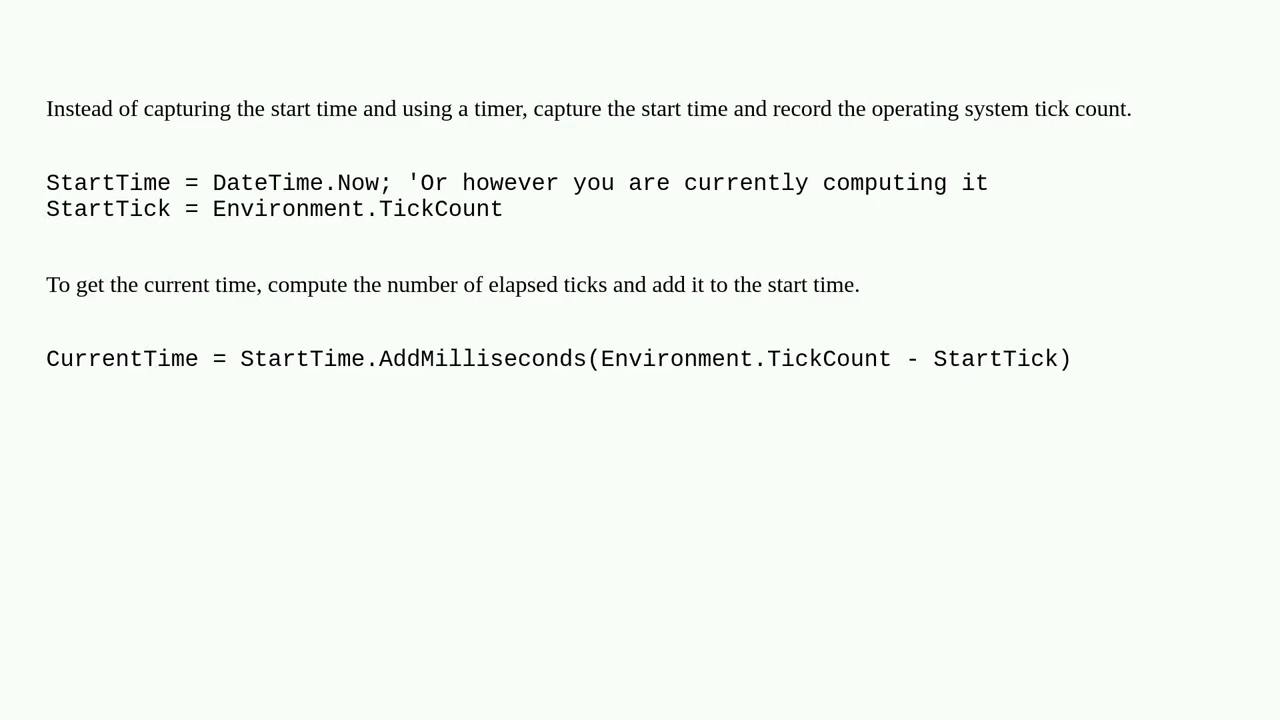 Instead of capturing the start time and using a timer, capture the start time and record the operating system tick count.
StartTime = DateTime.Now; 'Or however you are currently computing it
StartTick = Environment.TickCount
To get the current time, compute the number of elapsed ticks and add it to the start time.
CurrentTime = StartTime.AddMilliseconds(Environment.TickCount - StartTick)